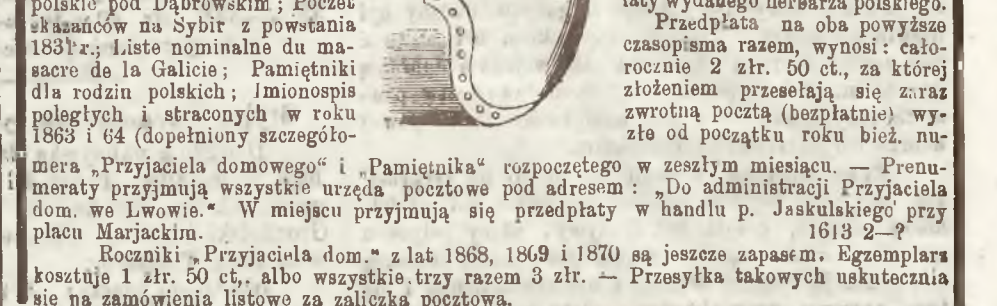 polskie pod Dąbrowskim; Poczet
skazańców na Sybir z powstania
1831 r.; Liste nominalne du ma-
sacre de la Galicie; Pamiętniki
dla rodzin polskich; Imionospis
poległych i straconych w roku
1863 i 64 (dopełniony szczegóło-
łaty wydanego herbarza polskiego.
Przedpłata na oba powyższe
czasopisma razem, wynosi: cało-
rocznie 2 złr. 50 ct., za której
złożeniem przesełają się zaraz
zwrotną pocztą (bezpłatnie) wy-
złe od początku roku bież. nu-
mera „Przyjaciela domowego“ i „Pamiętnika“ rozpoczętego w zeszłym miesiącu. — Prenu-
meraty przyjmują wszystkie urzęda pocztowe pod adresem: „Do administracji Przyjaciela
dom. we Lwowie.“ W miejscu przyjmują się przedpłaty w handlu p. Jaskulskiego przy
placu Marjackim. 1613 2—?
Roczniki „Przyjaciela dom.“ z lat 1868, 1869 i 1870 są jeszcze zapasem. Egzemplarz
kosztuje 1 złr. 50 ct,. albo wszystkie trzy razem 3 złr. — Przesyłka takowych uskutecznia
się na zamówienia listowe za zaliczką pocztową.